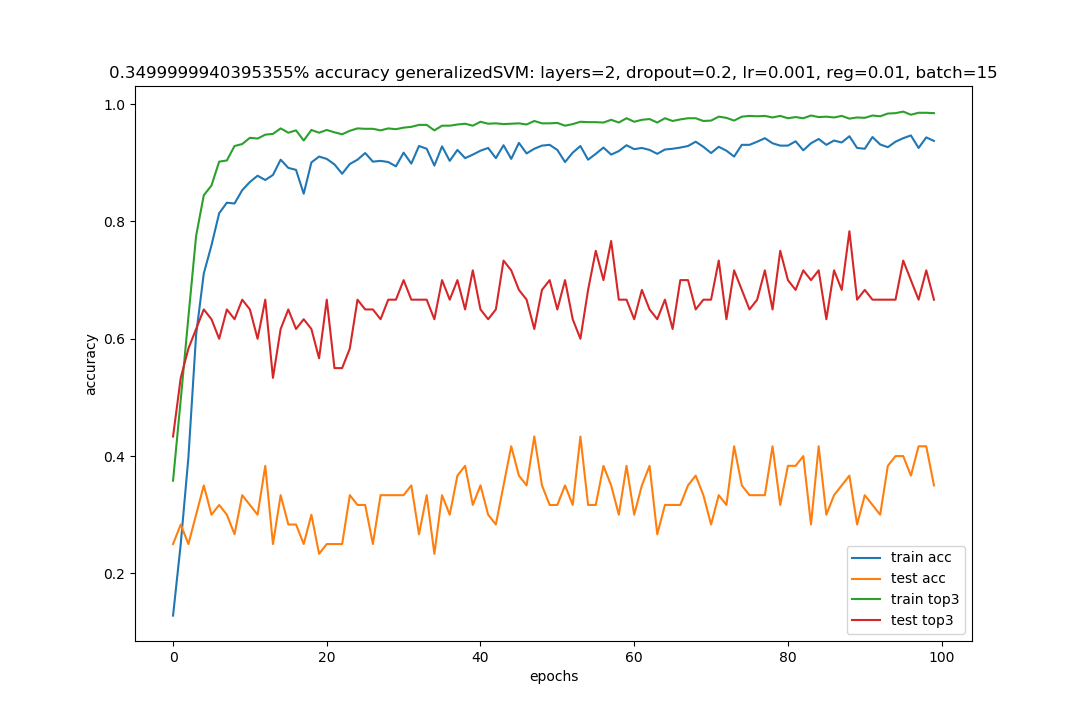 0.3499999940395355% accuracy generalizedSVM: layers=2, dropout=0.2, lr=0.001, reg=0.01, batch=15
1.0
0.8
0.6
0.4
0.2
accuracy
train acc
test acc
train top3
test top3
0 20 40 60 80 100
epochs